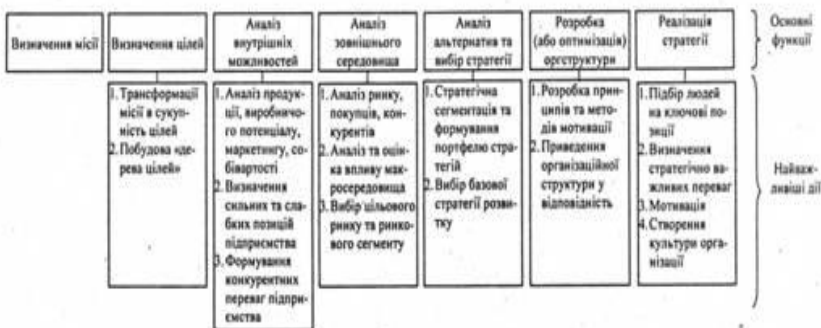 Визначення місії
Визначення цілей
Аналіз
внутрішніх
можливостей
Аналіз
зовнішнього
середовища
Аналіз
альтернатив та
вибір стратегії
Розробка
(або оптимізація)
оргструктури
Реалізація
стратегії
Основні
функції
1. Трансформації
місії в сукуп-
ність цілей
2. Побудова «де-
рева цілей»
1. Аналіз продук-
ції, виробнич-
ого потенціалу,
маркетингу, со-
бівартості
2. Визначення
сильних та сла-
бких позицій
підприємства
3. Формування
конкурентних
переваг підпри-
ємства
1. Аналіз ринку,
покупців, кон-
курентів
2. Аналіз та оцін-
ка впливу мак-
росередовища
3. Вибір цільового
ринку та ринко-
вого сегменту
1. Стратегічна
сегментація та
формування
портфелю стра-
тегій
2. Вибір базової
стратегії розви-
тку
1. Розробка прин-
ципів та мето-
дів мотивації
2. Приведення
організаційної
структури у
відповідність
1. Підбір людей
на ключові по-
зиції
2. Визначення
стратегічно ва-
жливих переваг
3. Мотивація
4. Створення
культури орга-
нізації
Найваж-
ливіші дії